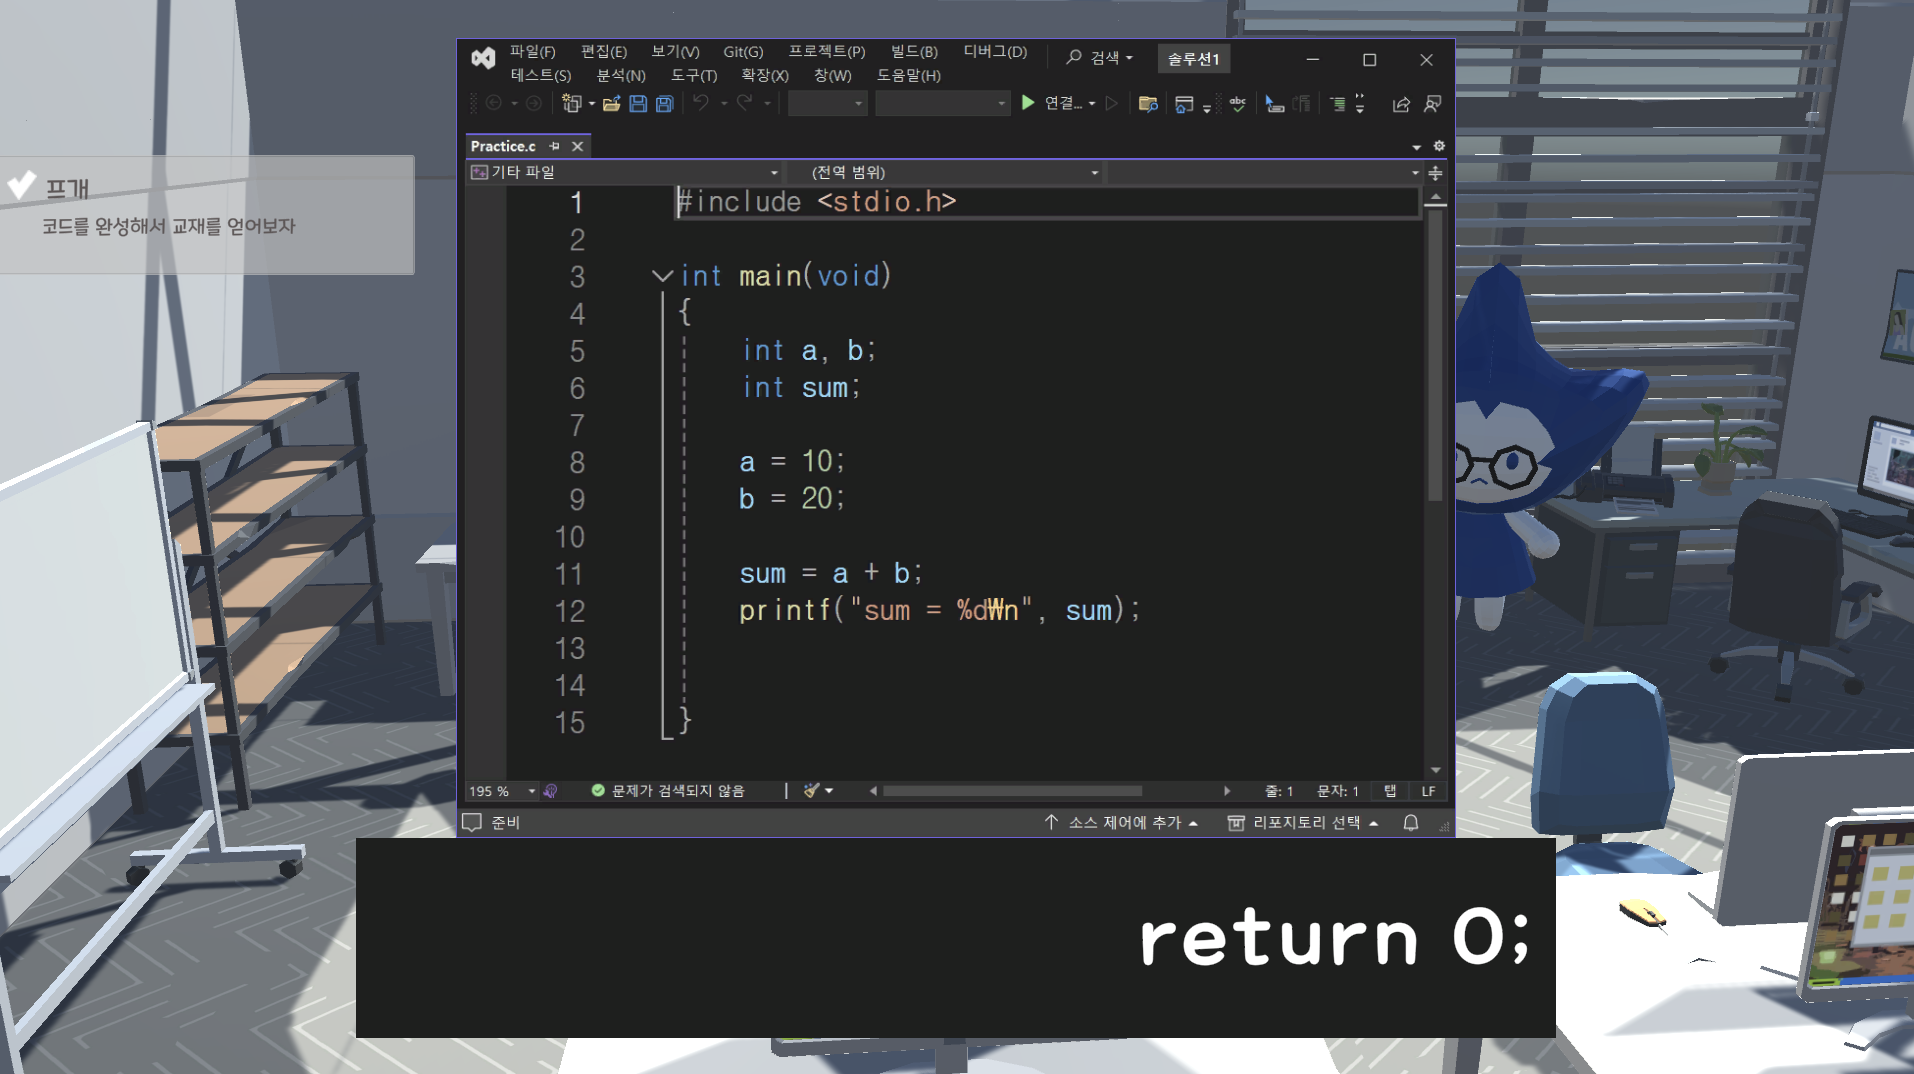 파일(F) 편집(E) 보기(V) Git(G) 프로젝트(P) 빌드(B) 디버그(D) 검색 솔루션1
테스트(S) 분석(N) 도구(T) 확장(X) 창(W) 도움말(H)
연결...
abc
Practice.c
기타 파일 (전역 범위)
프개
코드를 완성해서 교재를 얻어보자
1 #include <stdio.h>
2
3 int main(void)
4 {
5 int a, b;
6 int sum;
7
8 a = 10;
9 b = 20;
10
11 sum = a + b;
12 printf("sum = %d₩n", sum);
13
14
15 }
195 % 문제가 검색되지 않음 줄: 1 문자: 1 탭 LF
준비 소스 제어에 추가 리포지토리 선택
return 0;